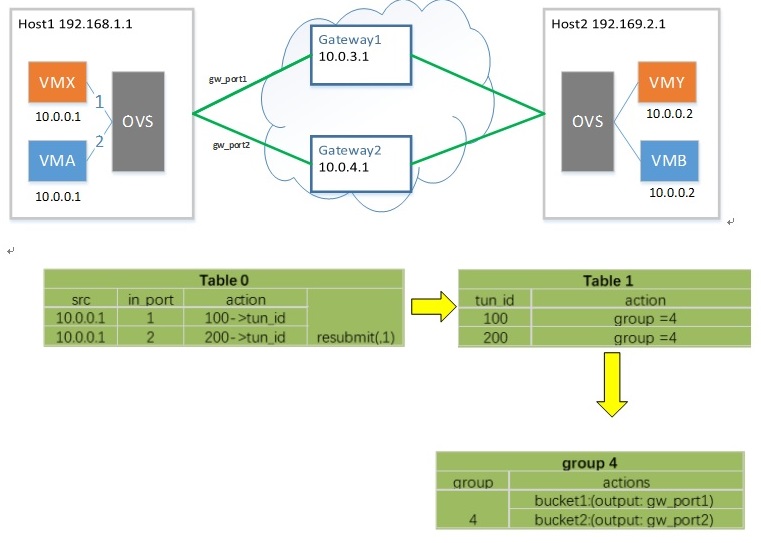 Host1 192.168.1.1
Gateway1
10.0.3.1
Host2 192.169.2.1
VMX
10.0.0.1
1
2
OVS
VMA
10.0.0.1
gw_port1
gw_port2
Gateway2
10.0.4.1
OVS
VMY
10.0.0.2
VMB
10.0.0.2
Table 0
src in_port action
10.0.0.1 1 100->tun_id
10.0.0.1 2 200->tun_id resubmit(,1)
Table 1
tun_id action
100 group =4
200 group =4
group 4
group actions
bucket1:(output: gw_port1)
4 bucket2:(output: gw_port2)